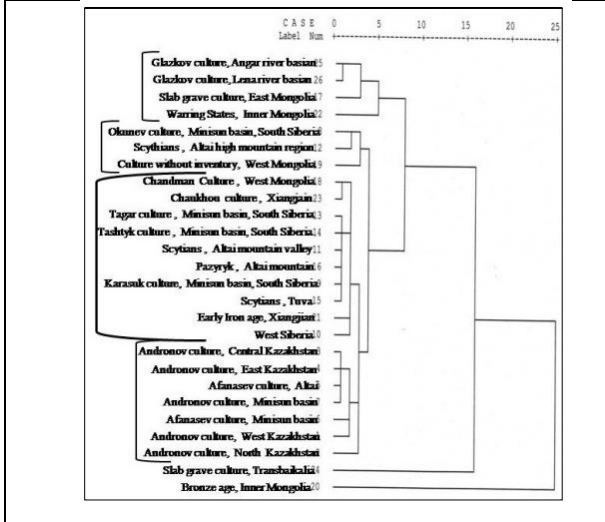 C A S E 0 5 10 15 20 25
Label Num
Glazkov culture, Angar river basian 25
Glazkov culture, Lena river basian 26
Slab grave culture, East Mongolia 17
Warring States, Inner Mongolia 22
Okunev culture, Minisun basin, South Siberia
Scythians, Altai high mountain region 12
Culture without inventory, West Mongolia 19
Chandman Culture, West Mongolia 18
Chaukhou culture, Xiangjain 23
Tagar culture, Minisun basin, South Siberia 13
Tashtyk culture, Minisun basin, South Siberia 14
Scytians, Altai mountain valley 11
Pazyryk, Altai mountain 16
Karasuk culture, Minisun basin, South Siberia 9
Scytians, Tuva 15
Early Iron age, Xiangjian 21
West Siberia 10
Andronov culture, Central Kazakhstan
Andronov culture, East Kazakhstan
Afanasev culture, Altai
Andronov culture, Minisun basin
Afanasev culture, Minisun basin
Andronov culture, West Kazakhstan
Andronov culture, North Kazakhstan
Slab grave culture, Transbaikalia 24
Bronze age, Inner Mongolia 20